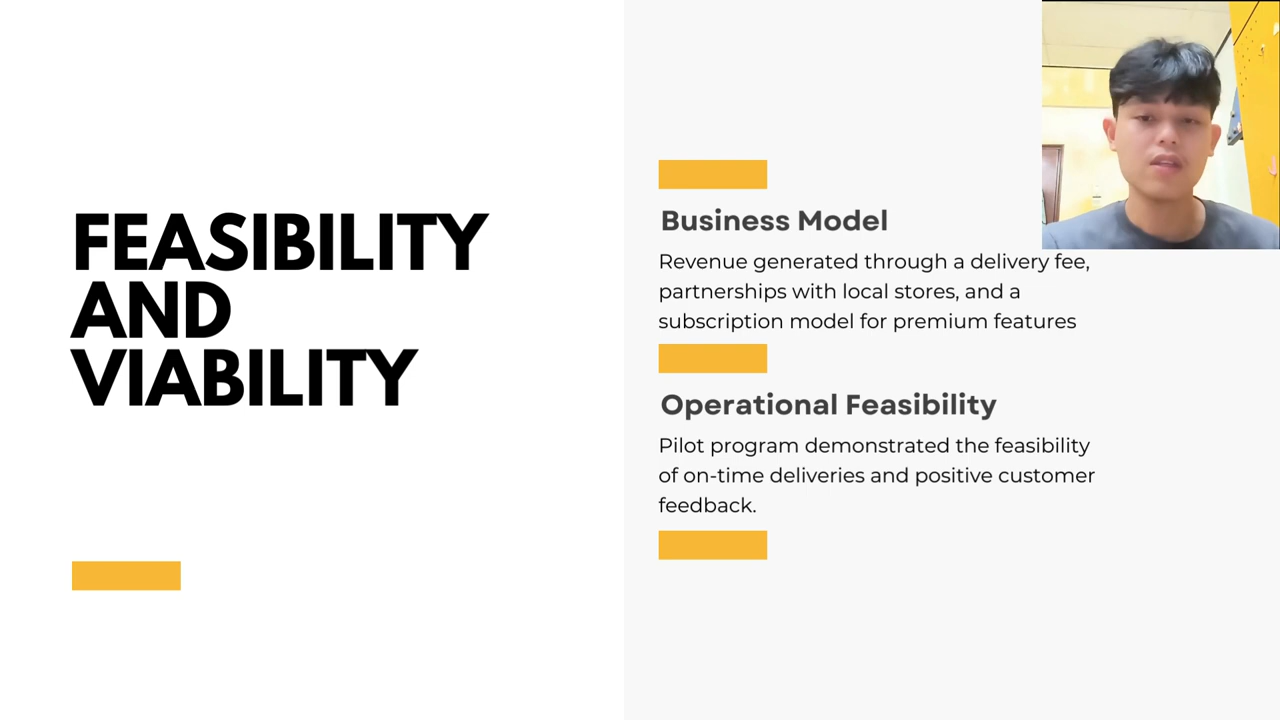 FEASIBILITY
AND
VIABILITY
Business Model
Revenue generated through a delivery fee,
partnerships with local stores, and a
subscription model for premium features
Operational Feasibility
Pilot program demonstrated the feasibility
of on-time deliveries and positive customer
feedback.